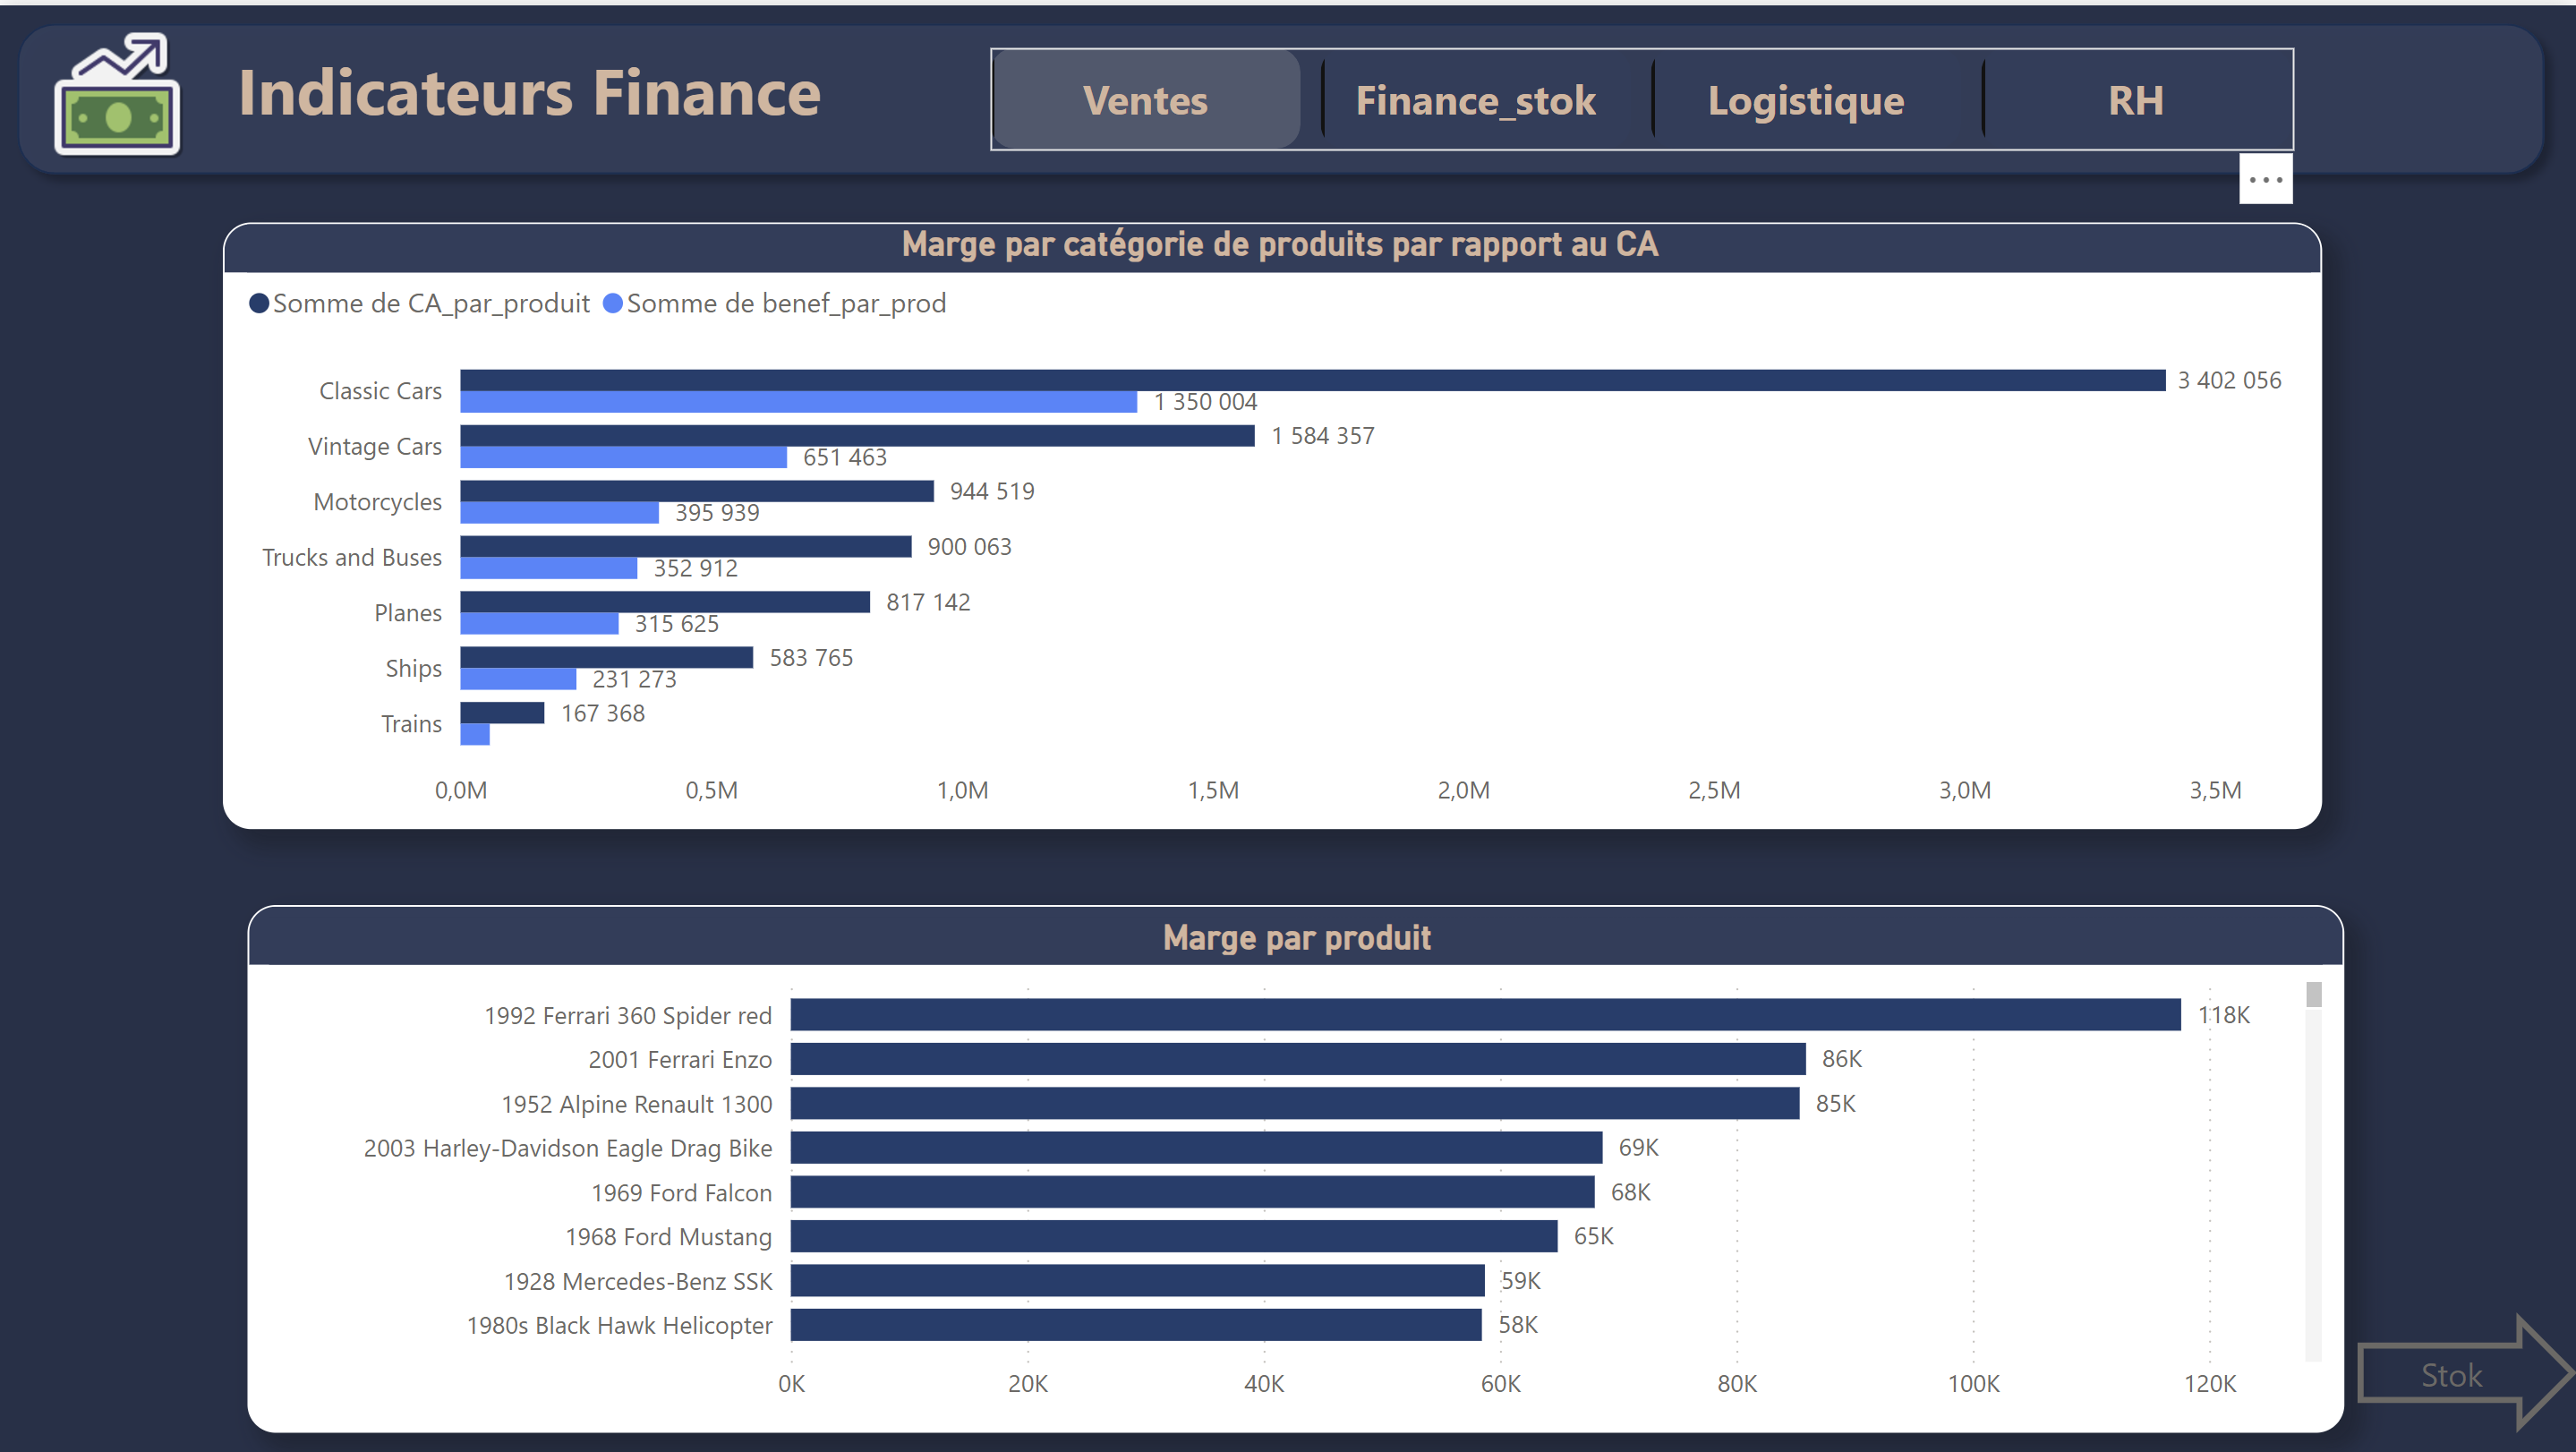 Indicateurs Finance
Ventes
Finance_stok
Logistique
RH
...
Marge par catégorie de produits par rapport au CA
Somme de CA_par_produit Somme de benef_par_prod
Classic Cars 3 402 056
1 350 004
Vintage Cars 1 584 357
651 463
Motorcycles 944 519
395 939
Trucks and Buses 900 063
352 912
Planes 817 142
315 625
Ships 583 765
231 273
Trains 167 368
0,0M 0,5M 1,0M 1,5M 2,0M 2,5M 3,0M 3,5M
Marge par produit
1992 Ferrari 360 Spider red 118K
2001 Ferrari Enzo 86K
1952 Alpine Renault 1300 85K
2003 Harley-Davidson Eagle Drag Bike 69K
1969 Ford Falcon 68K
1968 Ford Mustang 65K
1928 Mercedes-Benz SSK 59K
1980s Black Hawk Helicopter 58K
0K 20K 40K 60K 80K 100K 120K
Stok